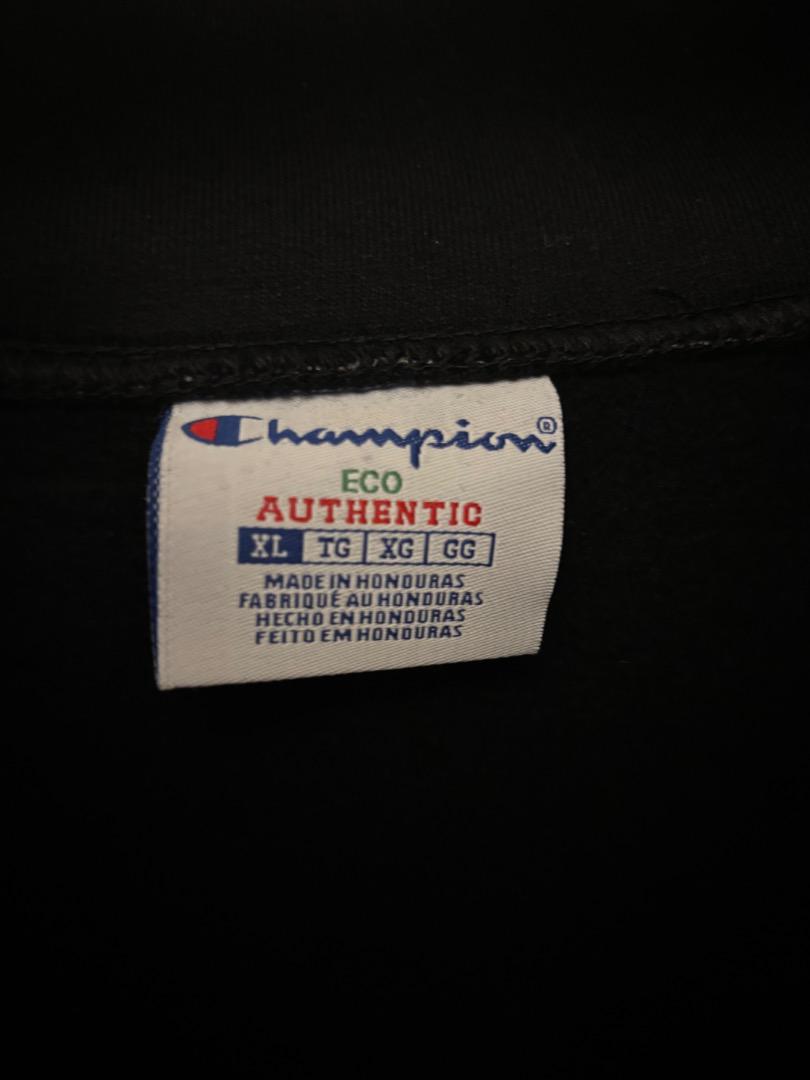 Champion®
ECO
AUTHENTIC
XL TG XG GG
MADE IN HONDURAS
FABRIQUÉ AU HONDURAS
HECHO EN HONDURAS
FEITO EM HONDURAS